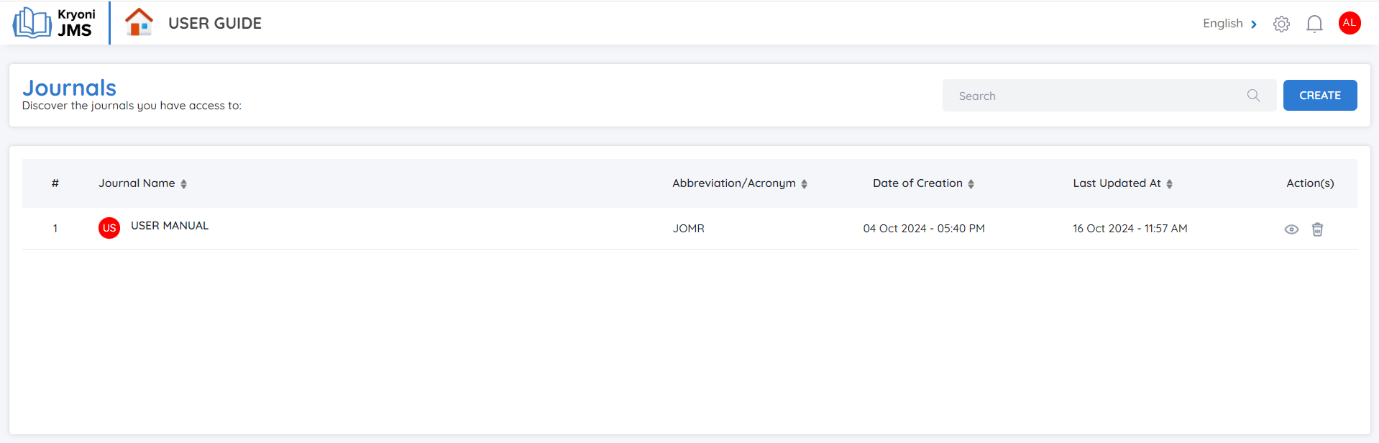 Kryoni
JMS
USER GUIDE
English
AL
Journals
Discover the journals you have access to:
Search
CREATE
# Journal Name Abbreviation/Acronym Date of Creation Last Updated At Action(s)
1 US USER MANUAL JOMR 04 Oct 2024 - 05:40 PM 16 Oct 2024 - 11:57 AM